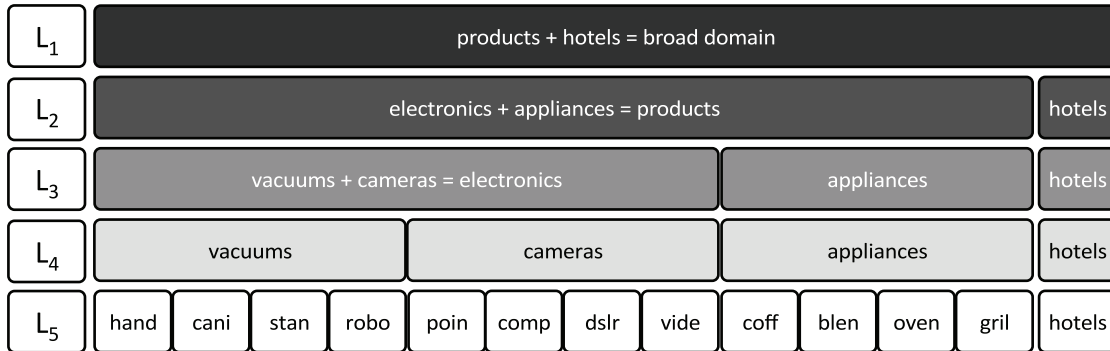 L1 products + hotels = broad domain
L2 electronics + appliances = products hotels
L3 vacuums + cameras = electronics appliances hotels
L4 vacuums cameras appliances hotels
L5 hand cani stan robo poin comp dslr vide coff blen oven gril hotels